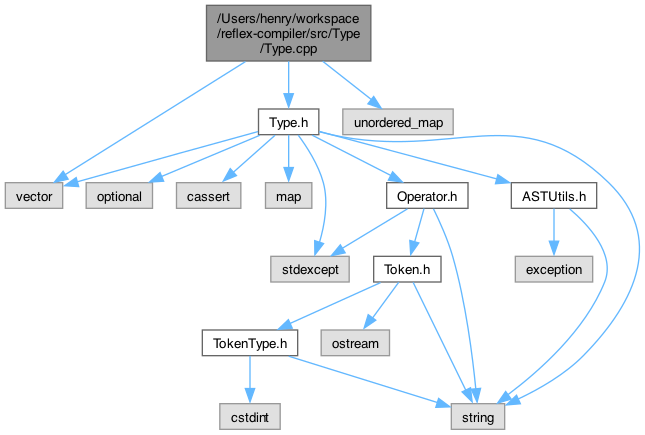 /Users/henry/workspace
/reflex-compiler/src/Type
/Type.cpp
Type.h
unordered_map
vector
optional
cassert
map
Operator.h
ASTUtils.h
stdexcept
Token.h
exception
TokenType.h
ostream
cstdint
string